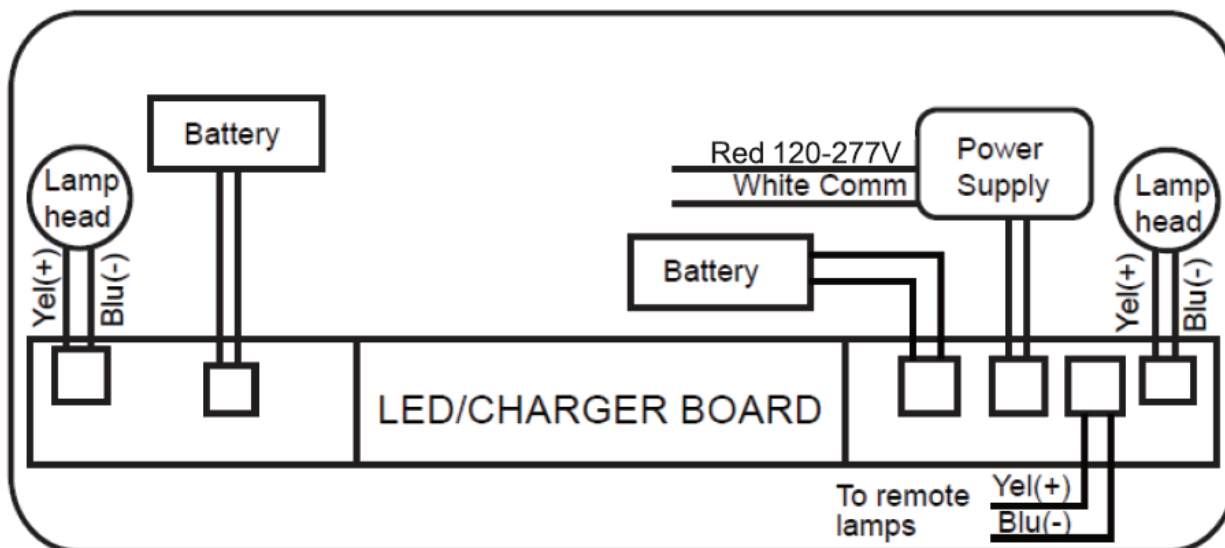 Battery
Lamp
head
Yel(+)
Blu(-)
Red 120-277V
White Comm
Power
Supply
Battery
Lamp
head
Yel(+)
Blu(-)
LED/CHARGER BOARD
To remote
lamps
Yel(+)
Blu(-)